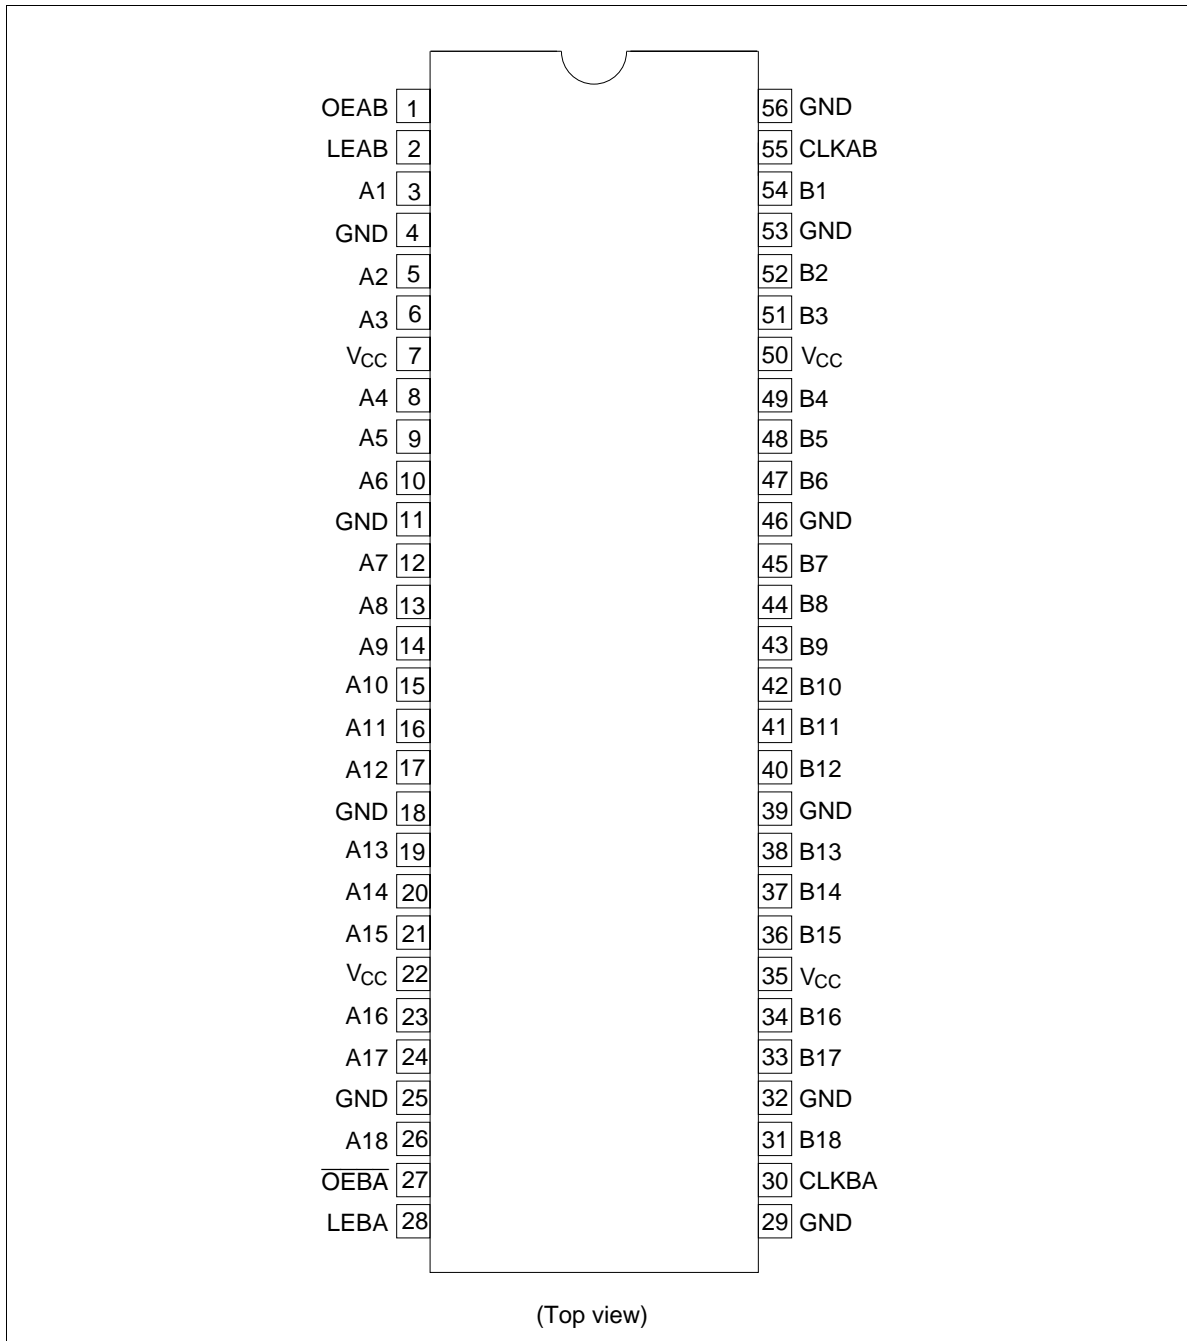 OEAB 1 56 GND
LEAB 2 55 CLKAB
A1 3 54 B1
GND 4 53 GND
A2 5 52 B2
A3 6 51 B3
VCC 7 50 VCC
A4 8 49 B4
A5 9 48 B5
A6 10 47 B6
GND 11 46 GND
A7 12 45 B7
A8 13 44 B8
A9 14 43 B9
A10 15 42 B10
A11 16 41 B11
A12 17 40 B12
GND 18 39 GND
A13 19 38 B13
A14 20 37 B14
A15 21 36 B15
VCC 22 35 VCC
A16 23 34 B16
A17 24 33 B17
GND 25 32 GND
A18 26 31 B18
O̅E̅B̅A̅ 27 30 CLKBA
LEBA 28 29 GND
(Top view)